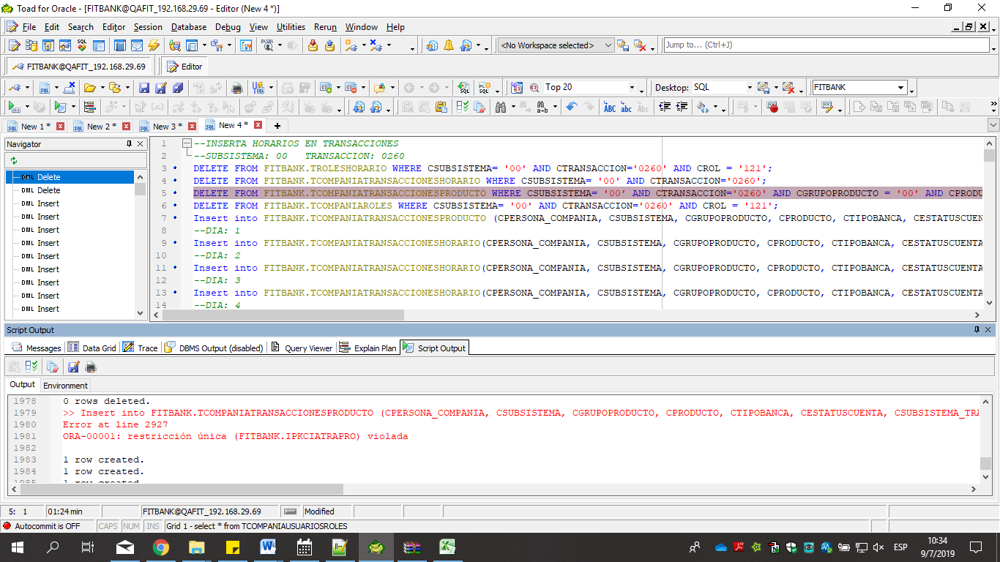 Toad for Oracle - [FITBANK@QAFIT_192.168.29.69 - Editor (New 4 *)]
File Edit Search Editor Session Database Debug View Utilities Rerun Window Help
<No Workspace selected> Jump to... (Ctrl+J)
FITBANK@QAFIT_192.168.29.69 Editor
SQL Top 20 Desktop: SQL FITBANK
New 1 * New 2 * New 3 * New 4 *
Navigator
DML Delete
DML Delete
DML Insert
DML Insert
DML Insert
DML Insert
DML Insert
DML Insert
DML Insert
DML Insert
DML Insert
1 --INSERTA HORARIOS EN TRANSACCIONES
2 --SUBSISTEMA: 00 TRANSACCION: 0260
3 DELETE FROM FITBANK.TROLESHORARIO WHERE CSUBSISTEMA= '00' AND CTRANSACCION='0260' AND CROL = '121';
4 DELETE FROM FITBANK.TCOMPANIATRANSACCIONESHORARIO WHERE CSUBSISTEMA= '00' AND CTRANSACCION='0260';
5 DELETE FROM FITBANK.TCOMPANIATRANSACCIONESPRODUCTO WHERE CSUBSISTEMA= '00' AND CTRANSACCION='0260' AND CGRUPOPRODUCTO = '00' AND CPRODU
6 DELETE FROM FITBANK.TCOMPANIAROLES WHERE CSUBSISTEMA= '00' AND CTRANSACCION='0260' AND CROL = '121';
7 Insert into FITBANK.TCOMPANIATRANSACCIONESPRODUCTO (CPERSONA_COMPANIA, CSUBSISTEMA, CGRUPOPRODUCTO, CPRODUCTO, CTIPOBANCA, CESTATUSCUEN
8 --DIA: 1
9 Insert into FITBANK.TCOMPANIATRANSACCIONESHORARIO(CPERSONA_COMPANIA, CSUBSISTEMA, CGRUPOPRODUCTO, CPRODUCTO, CTIPOBANCA, CESTATUSCUENTA
10 --DIA: 2
11 Insert into FITBANK.TCOMPANIATRANSACCIONESHORARIO(CPERSONA_COMPANIA, CSUBSISTEMA, CGRUPOPRODUCTO, CPRODUCTO, CTIPOBANCA, CESTATUSCUENTA
12 --DIA: 3
13 Insert into FITBANK.TCOMPANIATRANSACCIONESHORARIO(CPERSONA_COMPANIA, CSUBSISTEMA, CGRUPOPRODUCTO, CPRODUCTO, CTIPOBANCA, CESTATUSCUENTA
14 --DIA: 4
Script Output
Messages Data Grid Trace DBMS Output (disabled) Query Viewer Explain Plan Script Output
Output Environment
1978 0 rows deleted.
1979 >> Insert into FITBANK.TCOMPANIATRANSACCIONESPRODUCTO (CPERSONA_COMPANIA, CSUBSISTEMA, CGRUPOPRODUCTO, CPRODUCTO, CTIPOBANCA, CESTATUSCUENTA, CSUBSISTEMA_TRA
1980 Error at line 2927
1981 ORA-00001: restricción única (FITBANK.IPKCIATRAPRO) violada
1982
1983 1 row created.
1984 1 row created.
1985 1 row created.
5: 1 01:24 min FITBANK@QAFIT_192.168.29.69 Modified
Autocommit is OFF CAPS NUM INS Grid 1 - select * from TCOMPANIAUSUARIOSROLES
ESP 10:34
9/7/2019